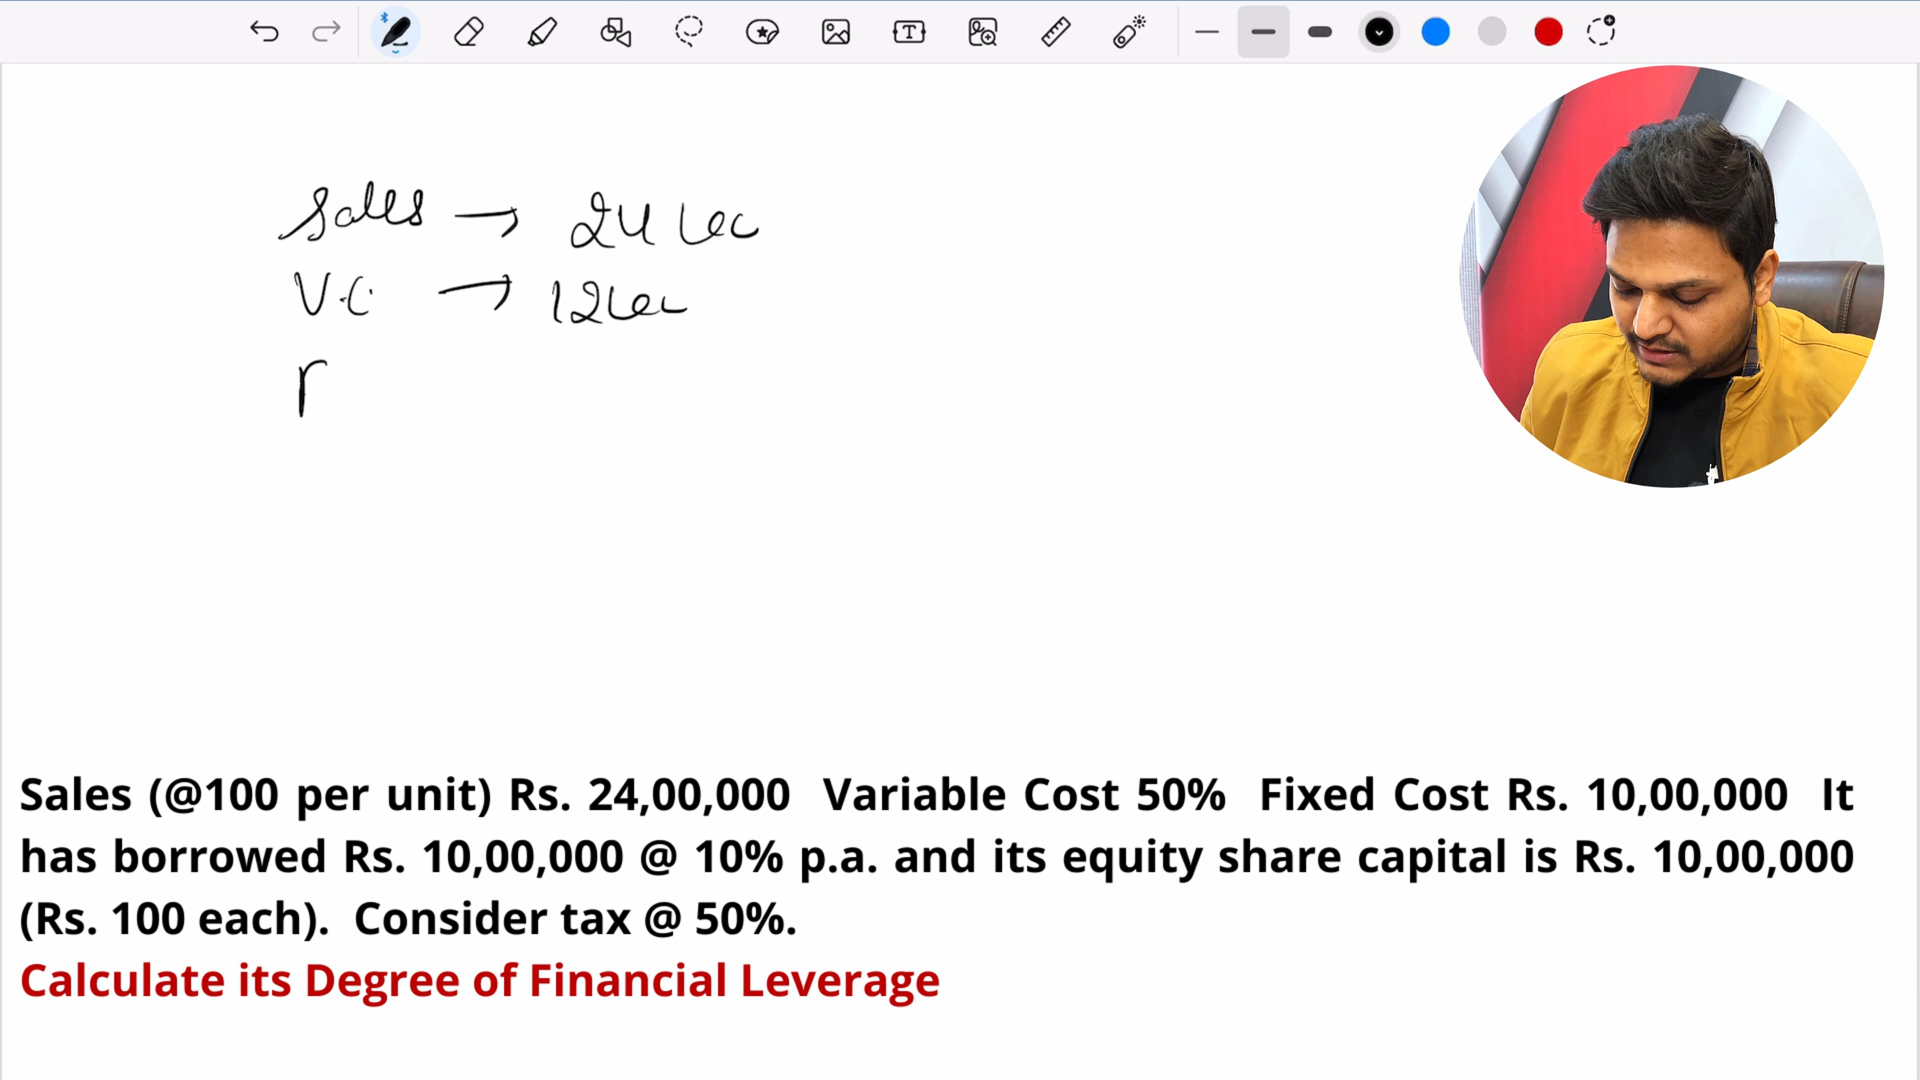 Sales → 24 lac
V.C. → 12 lac
Sales (@100 per unit) Rs. 24,00,000 Variable Cost 50% Fixed Cost Rs. 10,00,000 It
has borrowed Rs. 10,00,000 @ 10% p.a. and its equity share capital is Rs. 10,00,000
(Rs. 100 each). Consider tax @ 50%.
Calculate its Degree of Financial Leverage